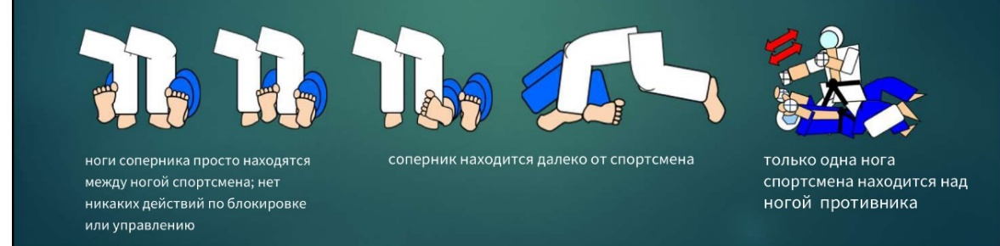 ноги соперника просто находятся
между ногой спортсмена; нет
никаких действий по блокировке
или управлению
соперник находится далеко от спортсмена
только одна нога
спортсмена находится над
ногой противника